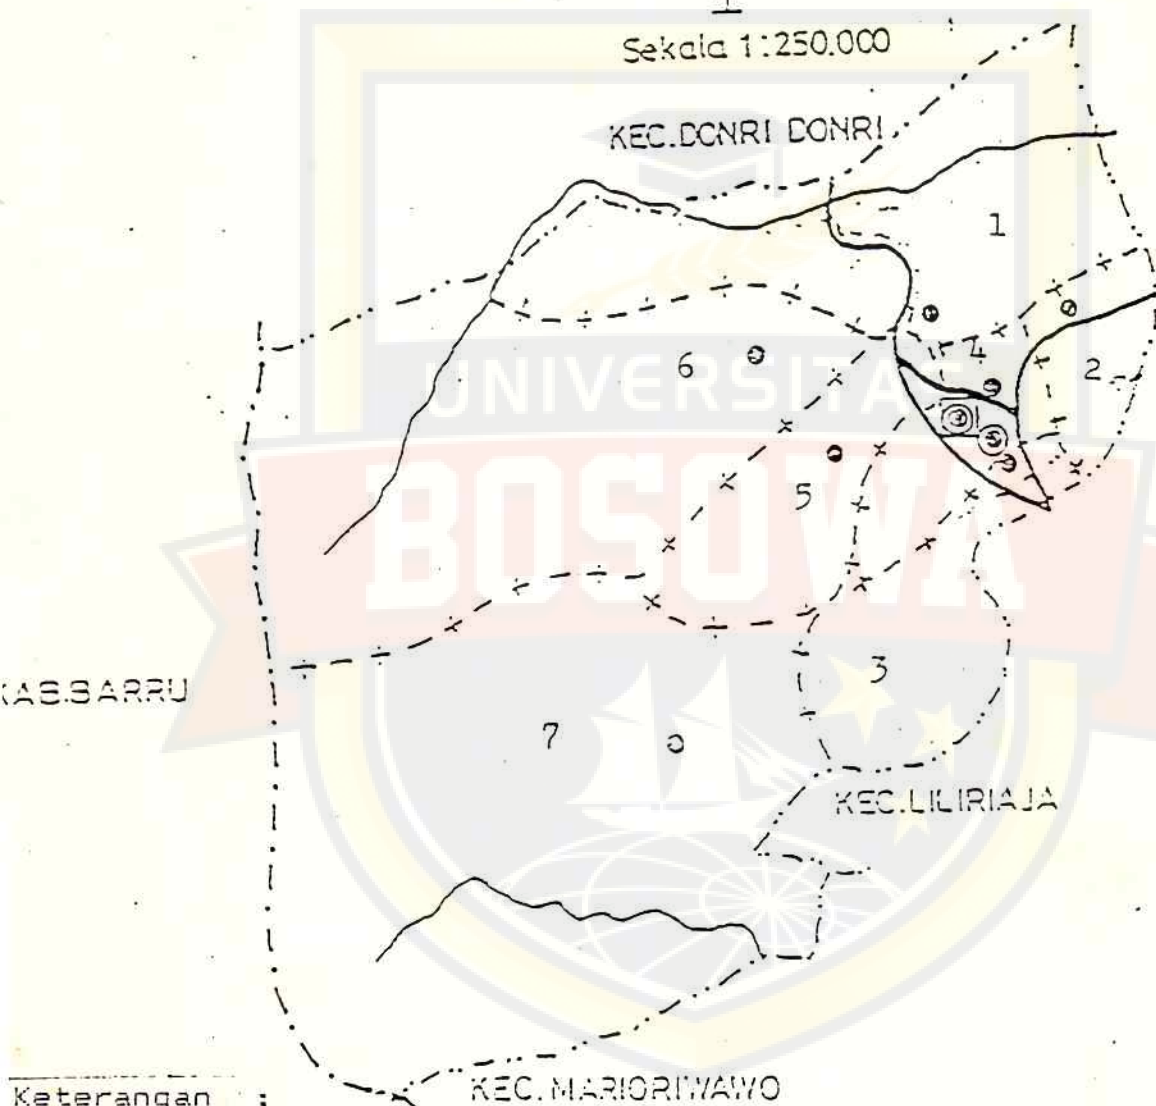 Sekala 1:250.000
KEC.DONRI DONRI
1
6
4
2
UNIVERSITAS
BOSOWA
5
3
KAB.BARRU
7
KEC.LILIRIAJA
KEC.MARIORIWAWO
Keterangan :